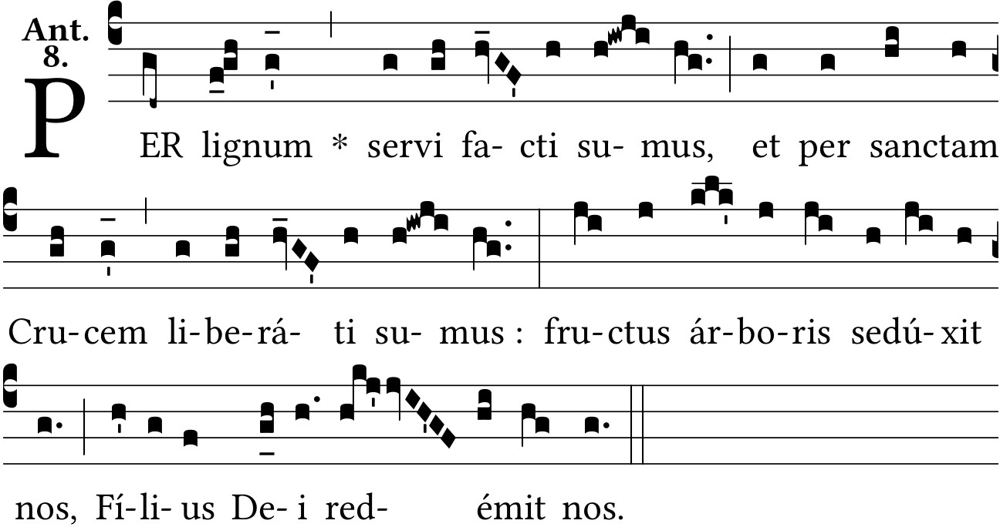 Ant.
8.
PER lignum * servi fa- cti su- mus, et per sanctam
Cru-cem li-be-rá- ti su- mus : fru-ctus ár-bo-ris sedú-xit
nos, Fí-li- us De- i red- émit nos.